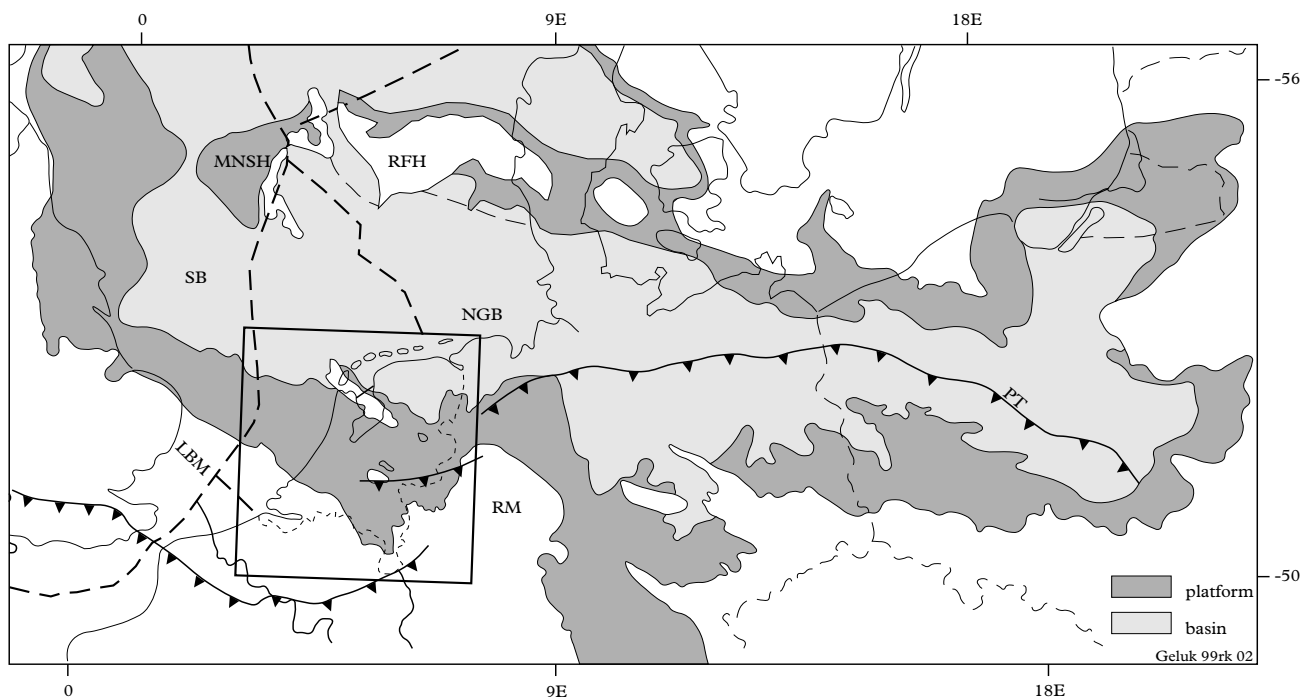 0 9E 18E
-56
MNSH RFH
SB
NGB
PT
LBM
RM
-50
platform
basin
Geluk 99rk 02
0 9E 18E